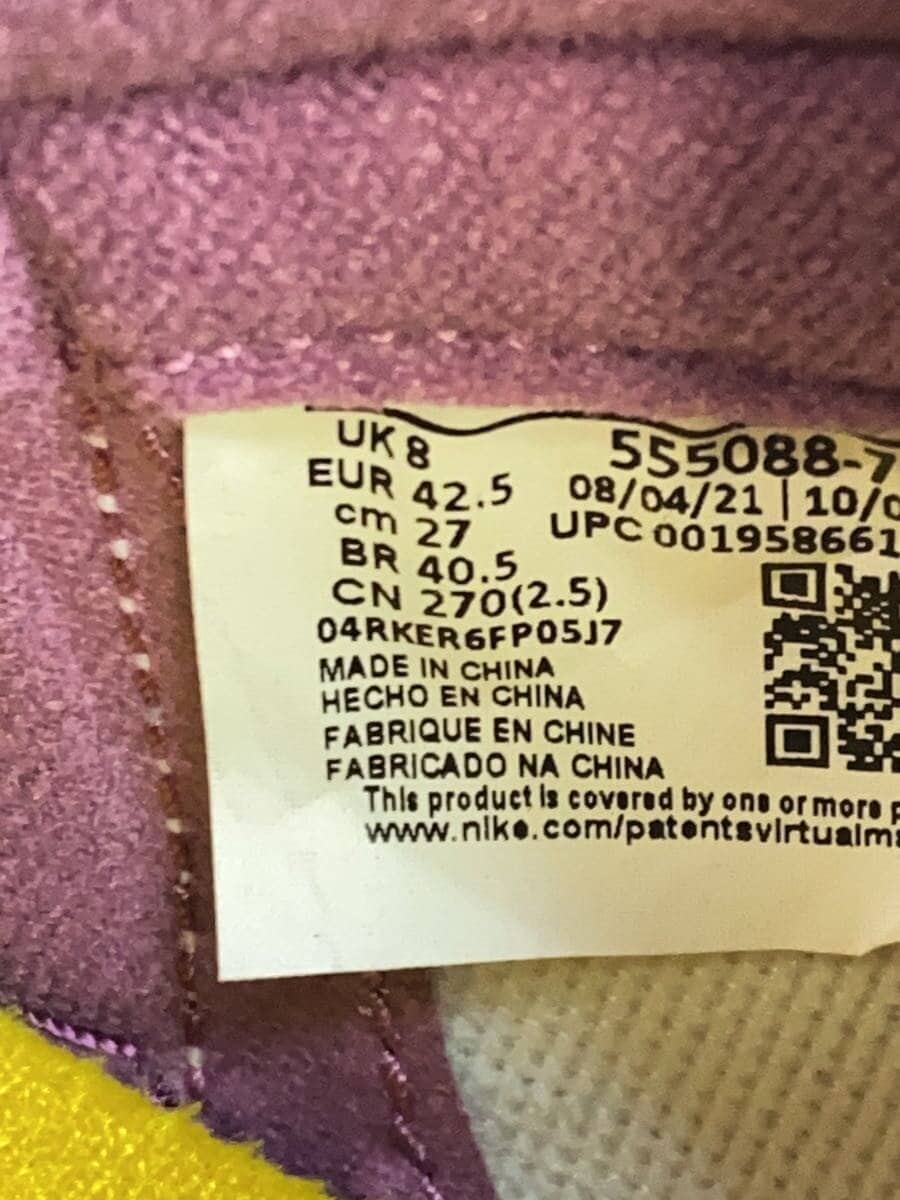 UK 8
EUR 42.5
cm 27
BR 40.5
CN 270(2.5)
04RKER6FP05J7
MADE IN CHINA
HECHO EN CHINA
FABRIQUE EN CHINE
FABRICADO NA CHINA
This product is covered by one or more
www.nike.com/patentsvirtualm
555088-7
08/04/21 | 10/0
UPC 001958661